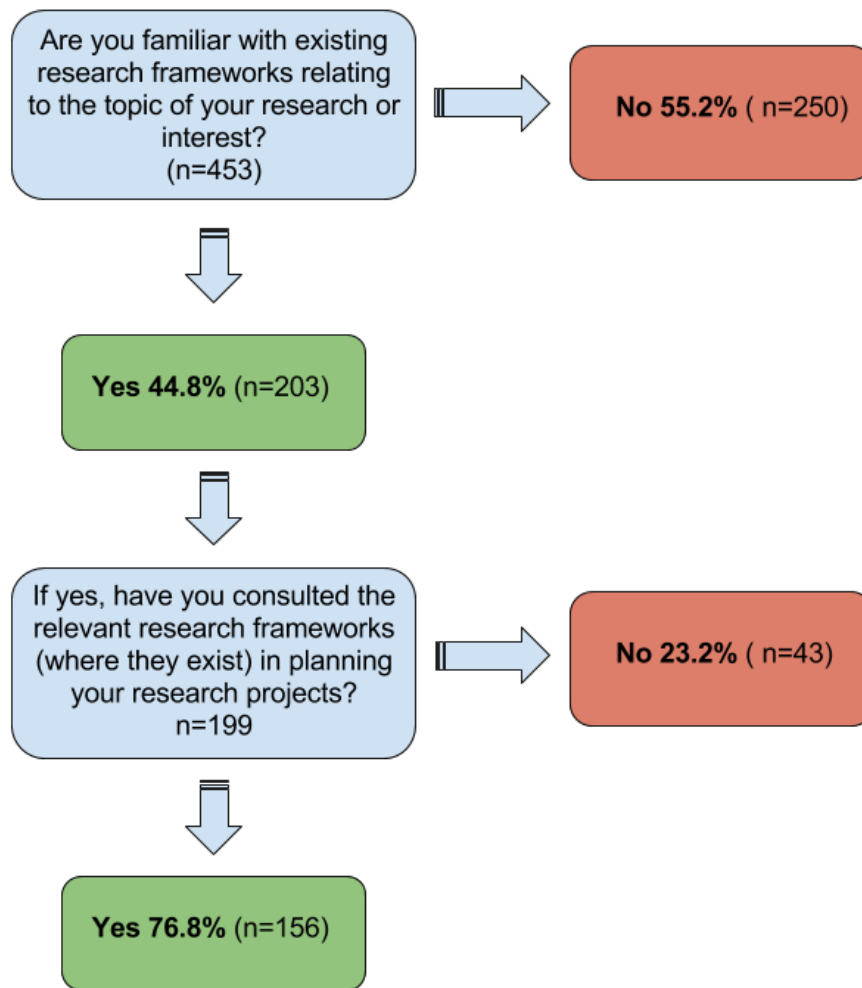 Are you familiar with existing
research frameworks relating
to the topic of your research or
interest?
(n=453)
No 55.2% ( n=250)
Yes 44.8% (n=203)
If yes, have you consulted the
relevant research frameworks
(where they exist) in planning
your research projects?
n=199
No 23.2% ( n=43)
Yes 76.8% (n=156)